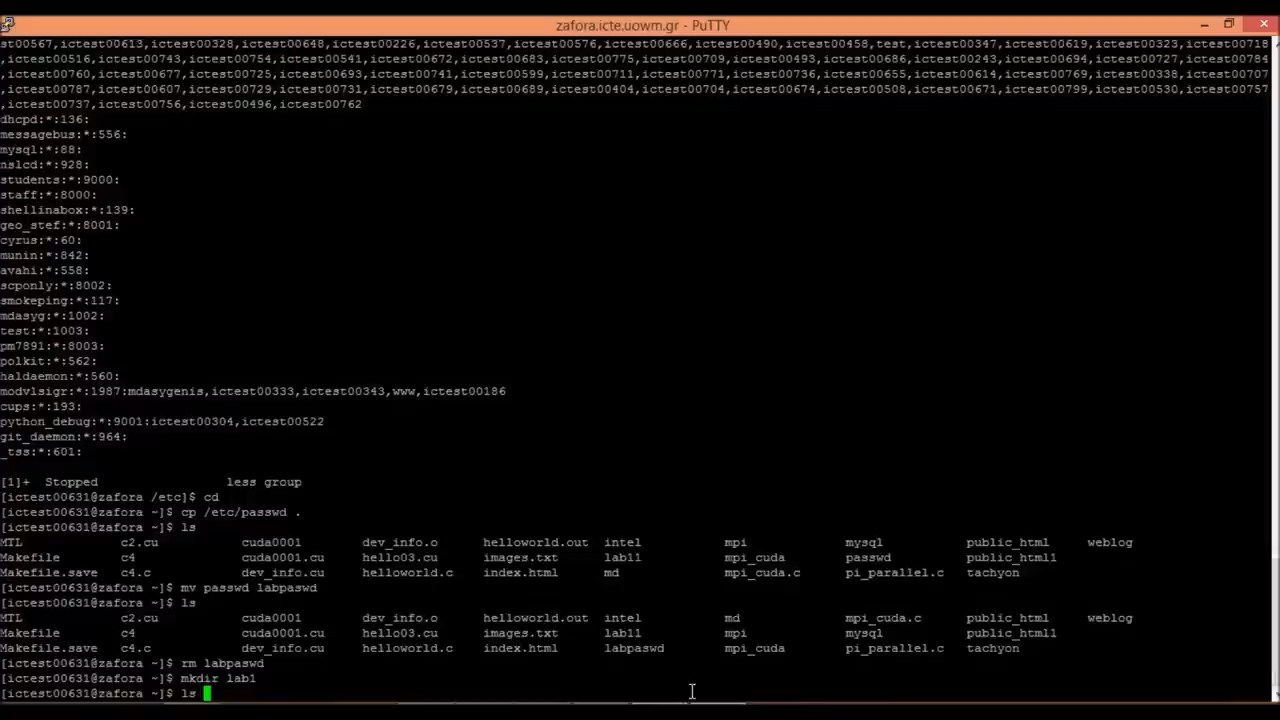 zafora.icte.uowm.gr - PuTTY
st00567,ictest00613,ictest00328,ictest00648,ictest00226,ictest00537,ictest00576,ictest00666,ictest00490,ictest00458,test,ictest00347,ictest00619,ictest00323,ictest00718
,ictest00516,ictest00743,ictest00754,ictest00541,ictest00672,ictest00683,ictest00775,ictest00709,ictest00493,ictest00686,ictest00243,ictest00694,ictest00727,ictest00784
,ictest00760,ictest00677,ictest00725,ictest00693,ictest00741,ictest00599,ictest00711,ictest00771,ictest00736,ictest00655,ictest00614,ictest00769,ictest00338,ictest00707
,ictest00787,ictest00607,ictest00729,ictest00731,ictest00679,ictest00689,ictest00404,ictest00704,ictest00674,ictest00508,ictest00671,ictest00799,ictest00530,ictest00757
,ictest00737,ictest00756,ictest00496,ictest00762
dhcpd:*:136:
messagebus:*:556:
mysql:*:88:
nslcd:*:928:
students:*:9000:
staff:*:8000:
shellinabox:*:139:
geo_stef:*:8001:
cyrus:*:60:
munin:*:842:
avahi:*:558:
scponly:*:8002:
smokeping:*:117:
mdasyg:*:1002:
test:*:1003:
pm7891:*:8003:
polkit:*:562:
haldaemon:*:560:
modvlsigr:*:1987:mdasygenis,ictest00333,ictest00343,www,ictest00186
cups:*:193:
python_debug:*:9001:ictest00304,ictest00522
git_daemon:*:964:
_tss:*:601:
[1]+  Stopped                 less group
[ictest00631@zafora /etc]$ cd
[ictest00631@zafora ~]$ cp /etc/passwd .
[ictest00631@zafora ~]$ ls
MTL c2.cu cuda0001 dev_info.o helloworld.out intel mpi mysql public_html weblog
Makefile c4 cuda0001.cu hello03.cu images.txt lab11 mpi_cuda passwd public_html1
Makefile.save c4.c dev_info.cu helloworld.c index.html md mpi_cuda.c pi_parallel.c tachyon
[ictest00631@zafora ~]$ mv passwd labpaswd
[ictest00631@zafora ~]$ ls
MTL c2.cu cuda0001 dev_info.o helloworld.out intel md mpi_cuda.c public_html weblog
Makefile c4 cuda0001.cu hello03.cu images.txt lab11 mpi mysql public_html1
Makefile.save c4.c dev_info.cu helloworld.c index.html labpaswd mpi_cuda pi_parallel.c tachyon
[ictest00631@zafora ~]$ rm labpaswd
[ictest00631@zafora ~]$ mkdir lab1
[ictest00631@zafora ~]$ ls